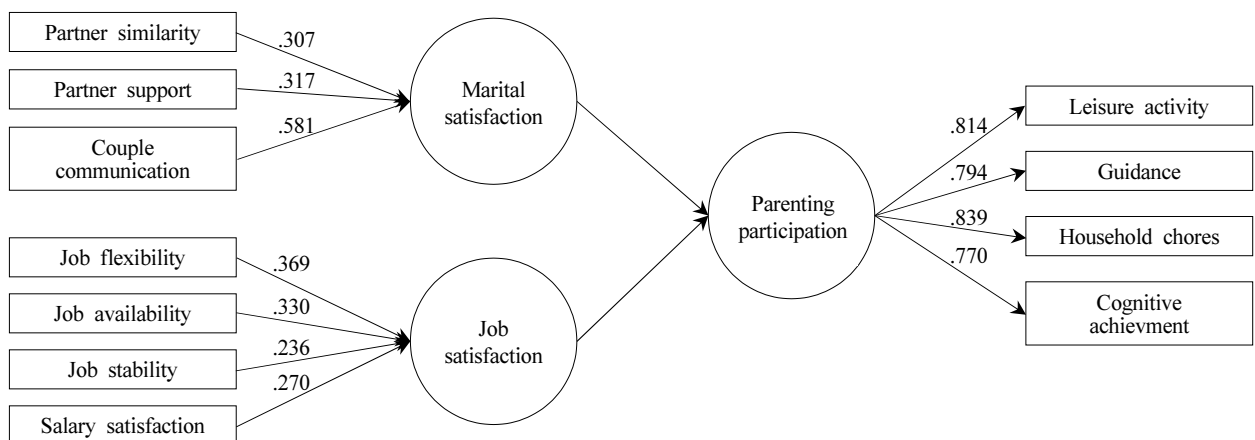 Partner similarity
.307
Partner support
.317
Couple
communication
.581
Marital
satisfaction
Job flexibility
.369
Job availability
.330
Job stability
.236
Salary satisfaction
.270
Job
satisfaction
Parenting
participation
.814
Leisure activity
.794
Guidance
.839
Household chores
.770
Cognitive
achievment